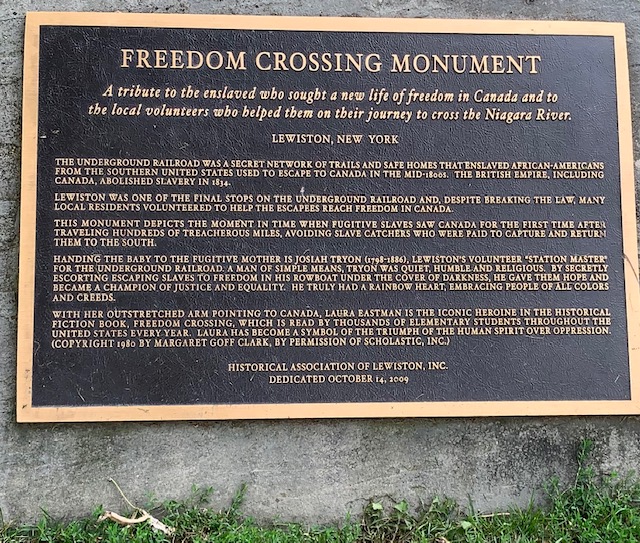 FREEDOM CROSSING MONUMENT
A tribute to the enslaved who sought a new life of freedom in Canada and to
the local volunteers who helped them on their journey to cross the Niagara River.
LEWISTON, NEW YORK
THE UNDERGROUND RAILROAD WAS A SECRET NETWORK OF TRAILS AND SAFE HOMES THAT ENSLAVED AFRICAN-AMERICANS
FROM THE SOUTHERN UNITED STATES USED TO ESCAPE TO CANADA IN THE MID-1800S. THE BRITISH EMPIRE, INCLUDING
CANADA, ABOLISHED SLAVERY IN 1834.
LEWISTON WAS ONE OF THE FINAL STOPS ON THE UNDERGROUND RAILROAD AND, DESPITE BREAKING THE LAW, MANY
LOCAL RESIDENTS VOLUNTEERED TO HELP THE ESCAPEES REACH FREEDOM IN CANADA.
THIS MONUMENT DEPICTS THE MOMENT IN TIME WHEN FUGITIVE SLAVES SAW CANADA FOR THE FIRST TIME AFTER
TRAVELING HUNDREDS OF TREACHEROUS MILES, AVOIDING SLAVE CATCHERS WHO WERE PAID TO CAPTURE AND RETURN
THEM TO THE SOUTH.
HANDING THE BABY TO THE FUGITIVE MOTHER IS JOSIAH TRYON (1798-1886), LEWISTON'S VOLUNTEER "STATION MASTER"
FOR THE UNDERGROUND RAILROAD. A MAN OF SIMPLE MEANS, TRYON WAS QUIET, HUMBLE AND RELIGIOUS. BY SECRETLY
ESCORTING ESCAPING SLAVES TO FREEDOM IN HIS ROWBOAT UNDER THE COVER OF DARKNESS, HE GAVE THEM HOPE AND
BECAME A CHAMPION OF JUSTICE AND EQUALITY. HE TRULY HAD A RAINBOW HEART, EMBRACING PEOPLE OF ALL COLORS
AND CREEDS.
WITH HER OUTSTRETCHED ARM POINTING TO CANADA, LAURA EASTMAN IS THE ICONIC HEROINE IN THE HISTORICAL
FICTION BOOK, FREEDOM CROSSING, WHICH IS READ BY THOUSANDS OF ELEMENTARY STUDENTS THROUGHOUT THE
UNITED STATES EVERY YEAR. LAURA HAS BECOME A SYMBOL OF THE TRIUMPH OF THE HUMAN SPIRIT OVER OPPRESSION.
(COPYRIGHT 1980 BY MARGARET GOFF CLARK, BY PERMISSION OF SCHOLASTIC, INC.)
HISTORICAL ASSOCIATION OF LEWISTON, INC.
DEDICATED OCTOBER 14, 2009